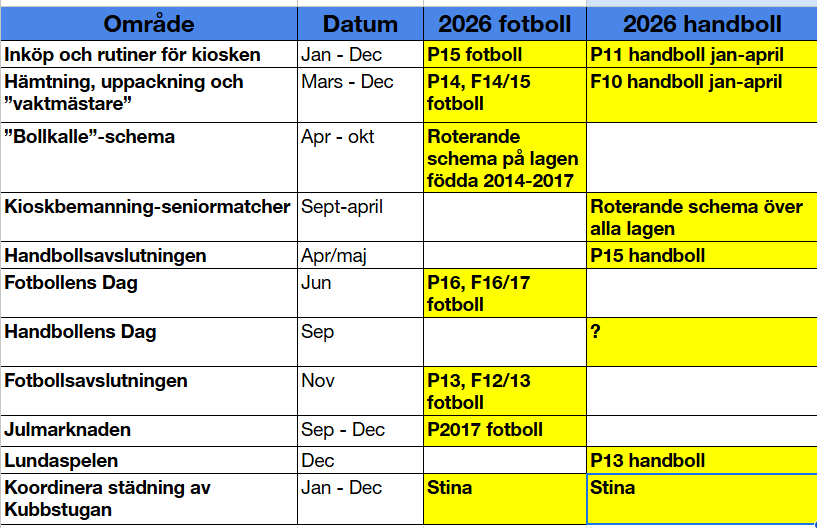 Område Datum 2026 fotboll 2026 handboll
Inköp och rutiner för kiosken Jan - Dec P15 fotboll P11 handboll jan-april
Hämtning, uppackning och Mars - Dec P14, F14/15 F10 handboll jan-april
”vaktmästare” fotboll
”Bollkalle”-schema Apr - okt Roterande
schema på lagen
födda 2014-2017
Kioskbemanning-seniormatcher Sept-april Roterande schema över
alla lagen
Handbollsavslutningen Apr/maj P15 handboll
Fotbollens Dag Jun P16, F16/17
fotboll
Handbollens Dag Sep ?
Fotbollsavslutningen Nov P13, F12/13
fotboll
Julmarknaden Sep - Dec P2017 fotboll
Lundaspelen Dec P13 handboll
Koordinera städning av Jan - Dec Stina Stina
Kubbstugan